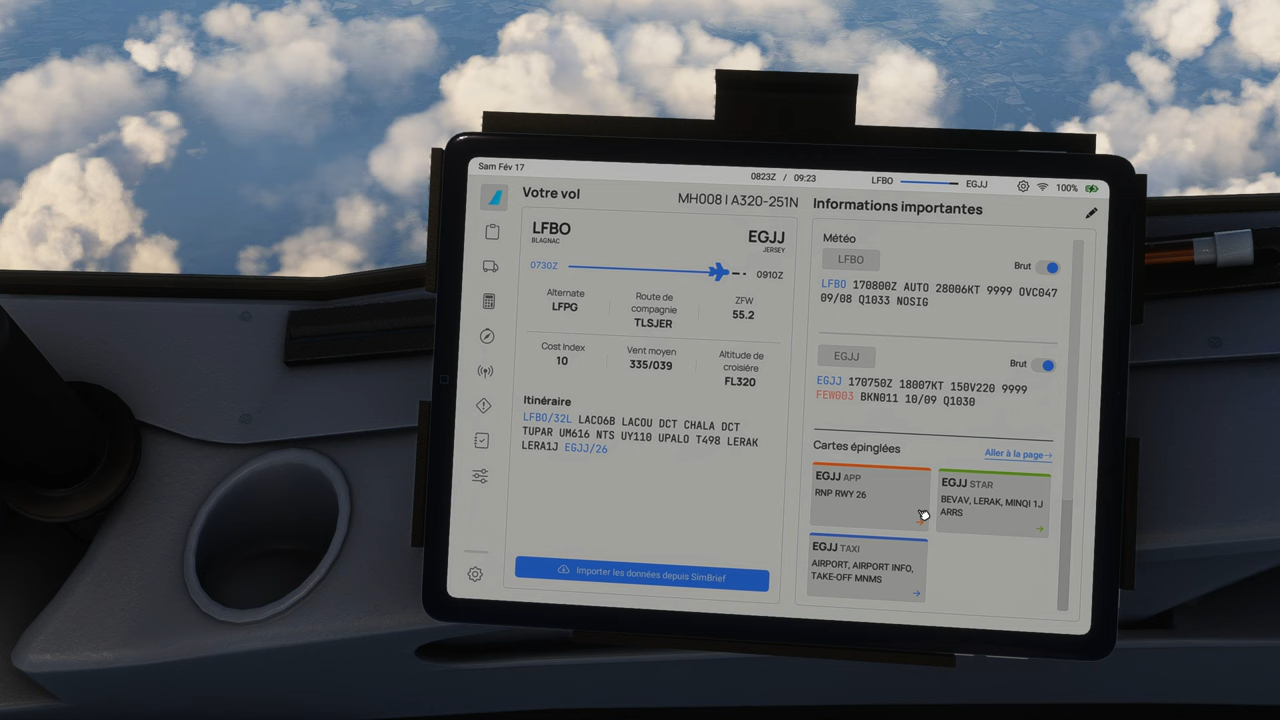 Sam Fév 17
0823Z / 09:23
LFBO EGJJ
100%
Votre vol
MH008 | A320-251N
LFBO
BLAGNAC
EGJJ
JERSEY
0730Z
0910Z
Alternate
LFPG
Route de
compagnie
TLSJER
ZFW
55.2
Cost Index
10
Vent moyen
335/039
Altitude de
croisière
FL320
Itinéraire
LFBO/32L LACO6B LACOU DCT CHALA DCT
TUPAR UM616 NTS UY110 UPALO T498 LERAK
LERA1J EGJJ/26
Importer les données depuis SimBrief
Informations importantes
Météo
LFBO
Brut
LFBO 170800Z AUTO 28006KT 9999 OVC047
09/08 Q1033 NOSIG
EGJJ
Brut
EGJJ 170750Z 18007KT 150V220 9999
FEW003 BKN011 10/09 Q1030
Cartes épinglées
Aller à la page
EGJJ APP
RNP RWY 26
EGJJ STAR
BEVAV, LERAK, MINQI 1J
ARRS
EGJJ TAXI
AIRPORT, AIRPORT INFO,
TAKE-OFF MNMS